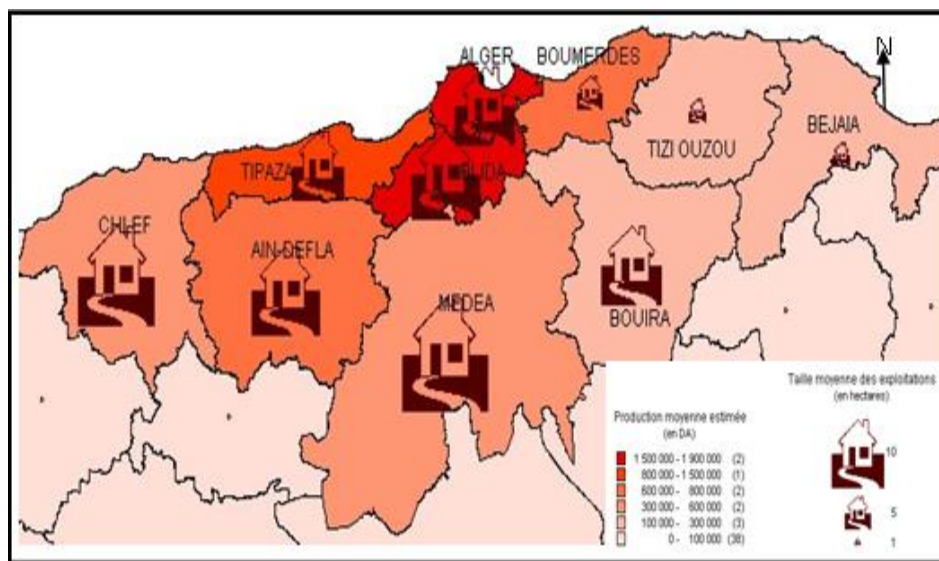 ALGER
BOUMERDES
N
BEJAIA
TIZI OUZOU
TIPAZA
BLIDA
CHLEF
AIN-DEFLA
MEDEA
BOUIRA
Taille moyenne des exploitations
(en hectares)
10
5
1
Production moyenne estimée
(en DA)
1 500 000 - 1 900 000 (2)
800 000 - 1 500 000 (1)
600 000 - 800 000 (2)
300 000 - 600 000 (2)
100 000 - 300 000 (3)
0 - 100 000 (38)